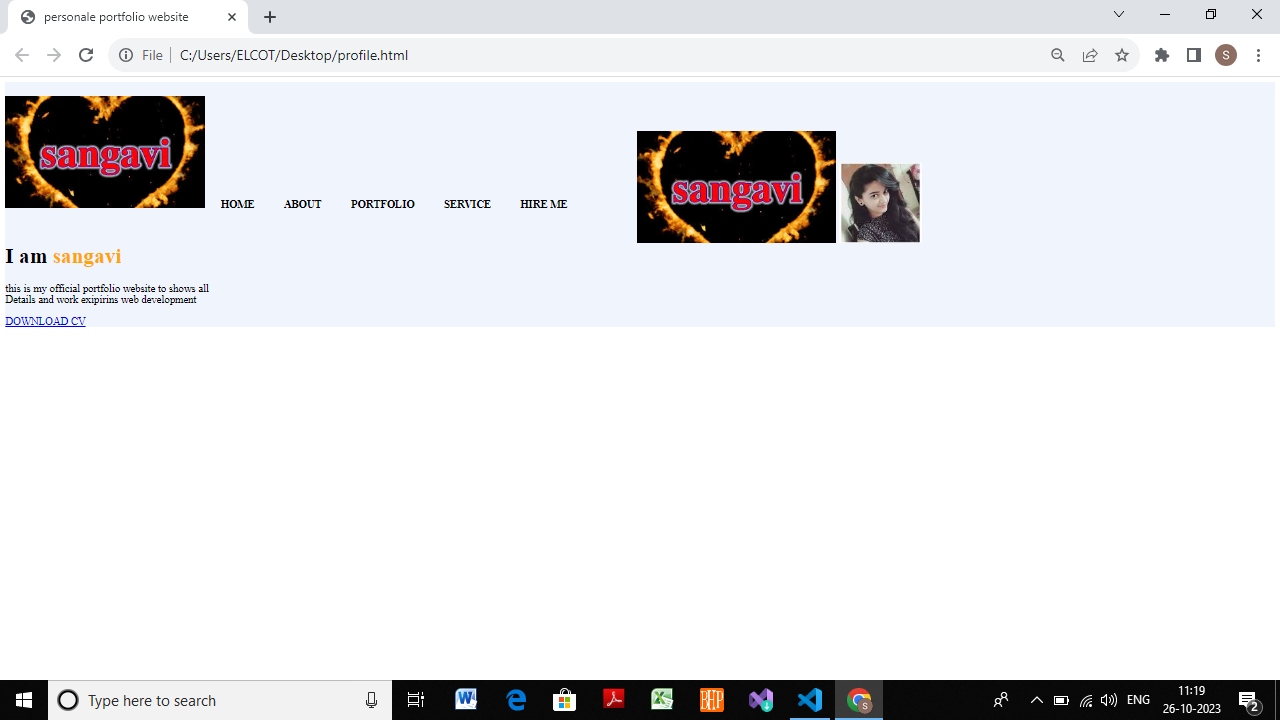 personale portfolio website
File
C:/Users/ELCOT/Desktop/profile.html
S
sangavi
HOME ABOUT PORTFOLIO SERVICE HIRE ME
sangavi
I am sangavi
this is my official portfolio website to shows all
Details and work exipirins web development
DOWNLOAD CV
Type here to search
BHP
S
ENG
11:19
26-10-2023
2